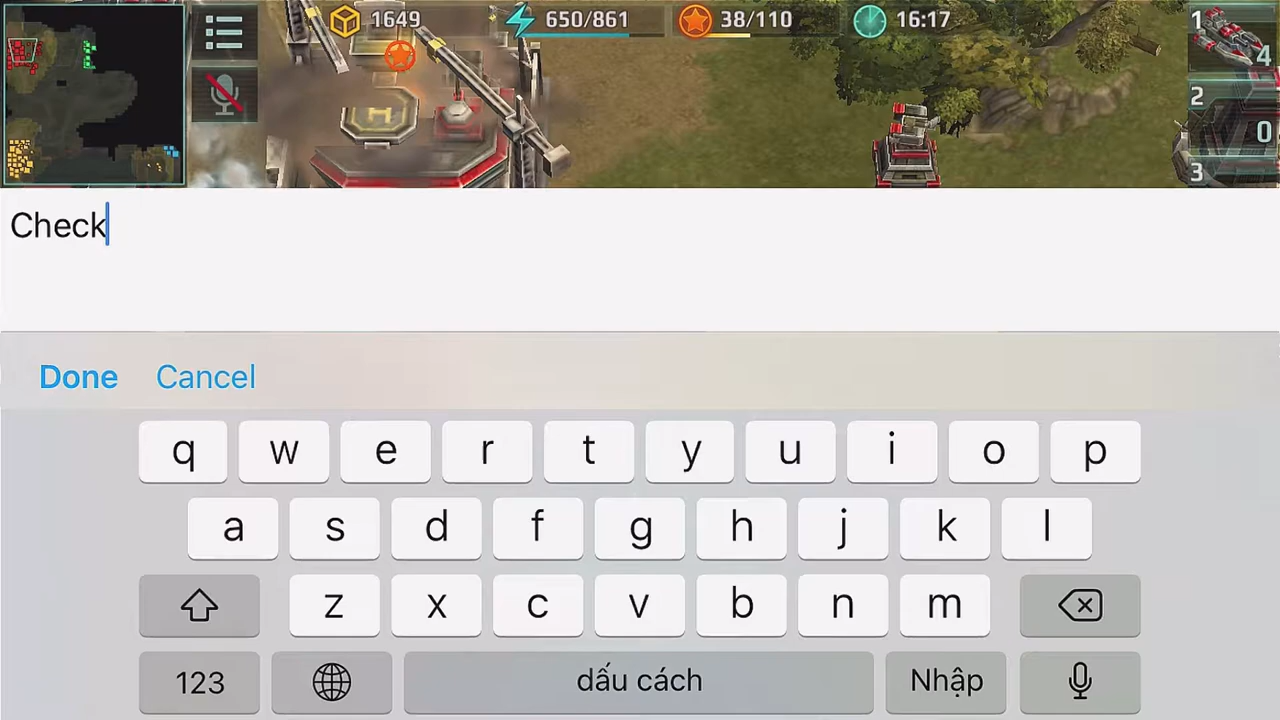 1649
650/861
38/110
16:17
1
4
2
0
3
H
Check
Done
Cancel
q w e r t y u i o p
a s d f g h j k l
z x c v b n m
123
dấu cách
Nhập